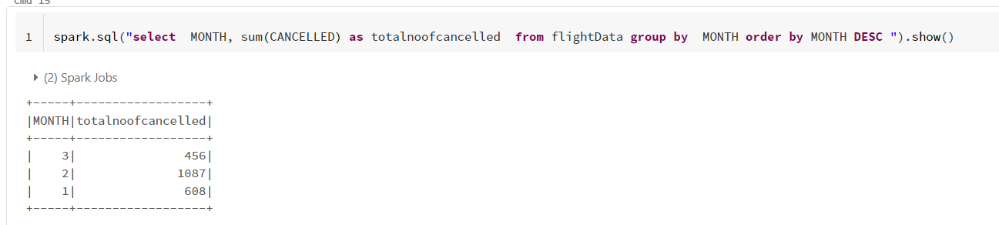 Cmd 15
1 spark.sql("select  MONTH, sum(CANCELLED) as totalnoofcancelled  from flightData group by  MONTH order by MONTH DESC ").show()
(2) Spark Jobs
+-----+------------------+
|MONTH|totalnoofcancelled|
+-----+------------------+
|    3|               456|
|    2|              1087|
|    1|               608|
+-----+------------------+